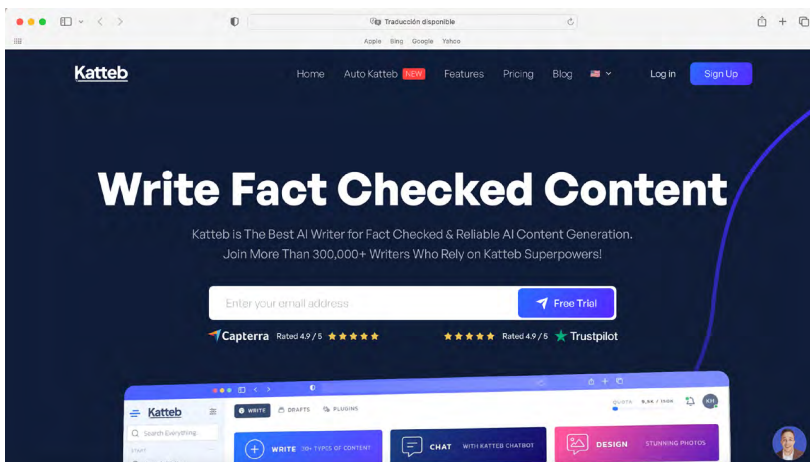 Traducción disponible
Apple Bing Google Yahoo
Katteb
Home Auto Katteb NEW Features Pricing Blog Log in Sign Up
Write Fact Checked Content
Katteb is The Best AI Writer for Fact Checked & Reliable AI Content Generation.
Join More Than 300,000+ Writers Who Rely on Katteb Superpowers!
Enter your email address Free Trial
Capterra Rated 4.9/5 Rated 4.9/5 Trustpilot
Katteb WRITE DRAFTS PLUGINS QUOTA KH
Search Everything
START
WRITE 30+ TYPES OF CONTENT CHAT WITH KATTEB CHATBOT DESIGN STUNNING PHOTOS